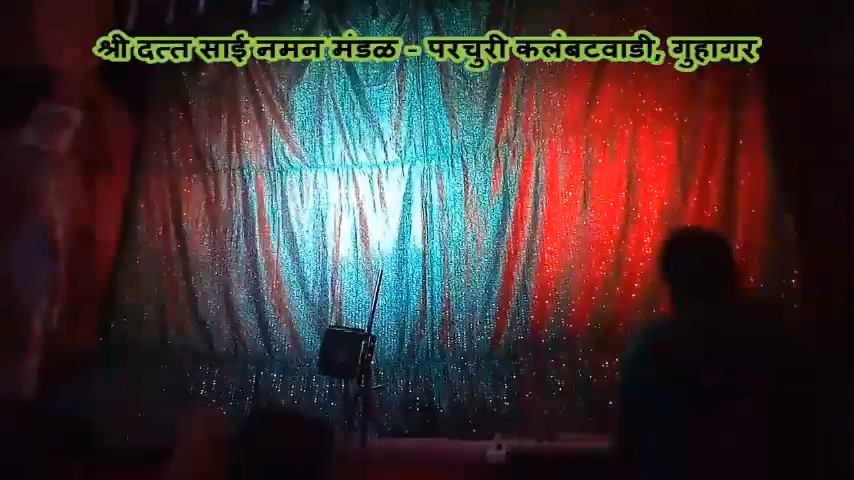 श्री दत्त साई नमन मंडळ - परचुरी कलंबटवाडी, गुहागर